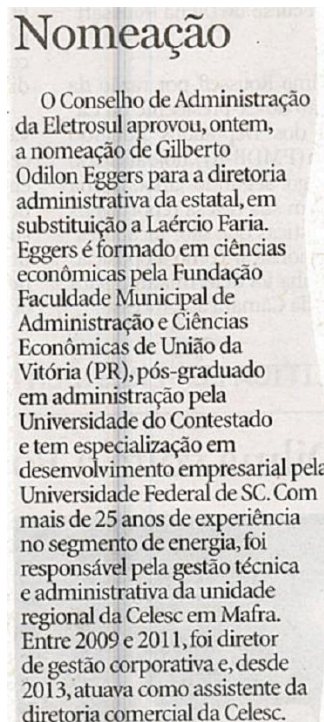 Nomeação
O Conselho de Administração
da Eletrosul aprovou, ontem,
a nomeação de Gilberto
Odilon Eggers para a diretoria
administrativa da estatal, em
substituição a Laércio Faria.
Eggers é formado em ciências
econômicas pela Fundação
Faculdade Municipal de
Administração e Ciências
Econômicas de União da
Vitória (PR), pós-graduado
em administração pela
Universidade do Contestado
e tem especialização em
desenvolvimento empresarial pela
Universidade Federal de SC. Com
mais de 25 anos de experiência
no segmento de energia, foi
responsável pela gestão técnica
e administrativa da unidade
regional da Celesc em Mafra.
Entre 2009 e 2011, foi diretor
de gestão corporativa e, desde
2013, atuava como assistente da
diretoria comercial da Celesc.